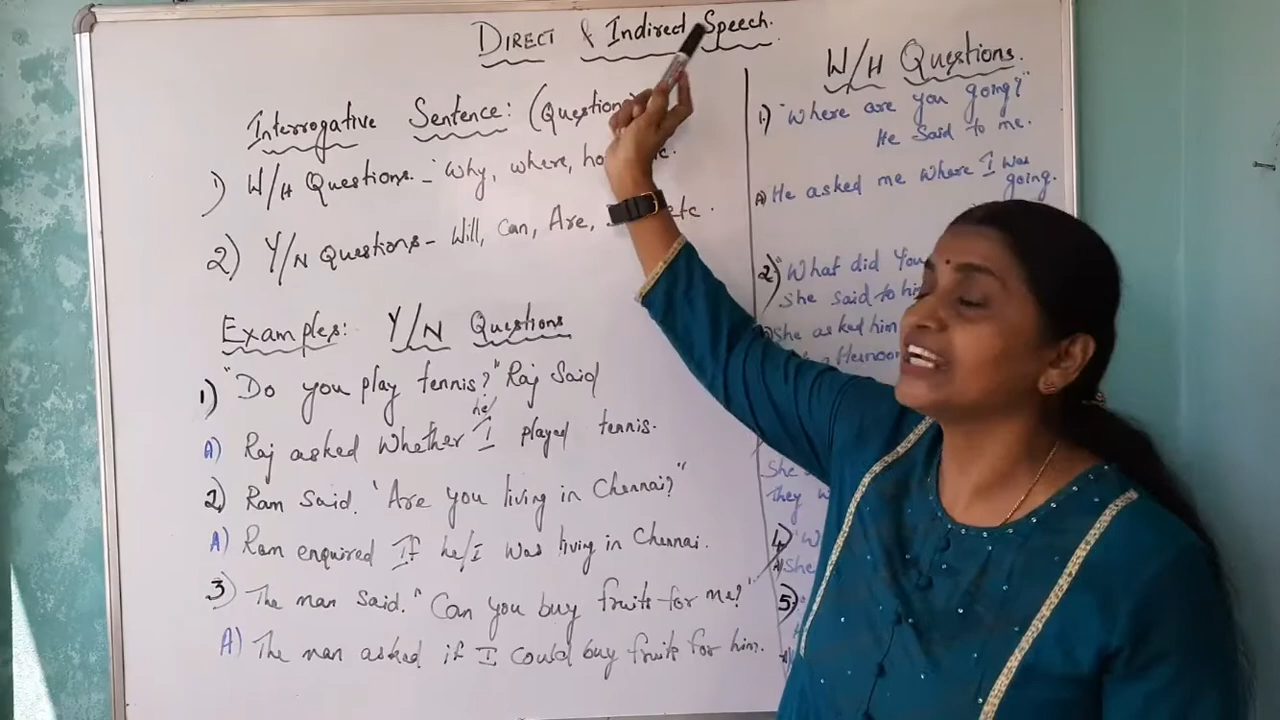 DIRECT & Indirect Speech.
Interrogative Sentence: (Question
1) W/H Questions. - Why, where,
2) Y/N Questions - Will, Can, Are, etc.
Examples: Y/N Questions
1) "Do you play tennis?" Raj Said
he/
A) Raj asked Whether I played tennis.
2) Ram Said. "Are you living in Chennai?"
A) Ram enquired If he/I was living in Chennai.
3) The man Said. "Can you buy fruits for me?"
A) The man asked if I could buy fruits for him.
W/H Questions.
1.) "Where are you going?"
He Said to me.
A) He asked me where I was
going.
2) "What did You
She said to
She asked him
She
They
4)
She
5)